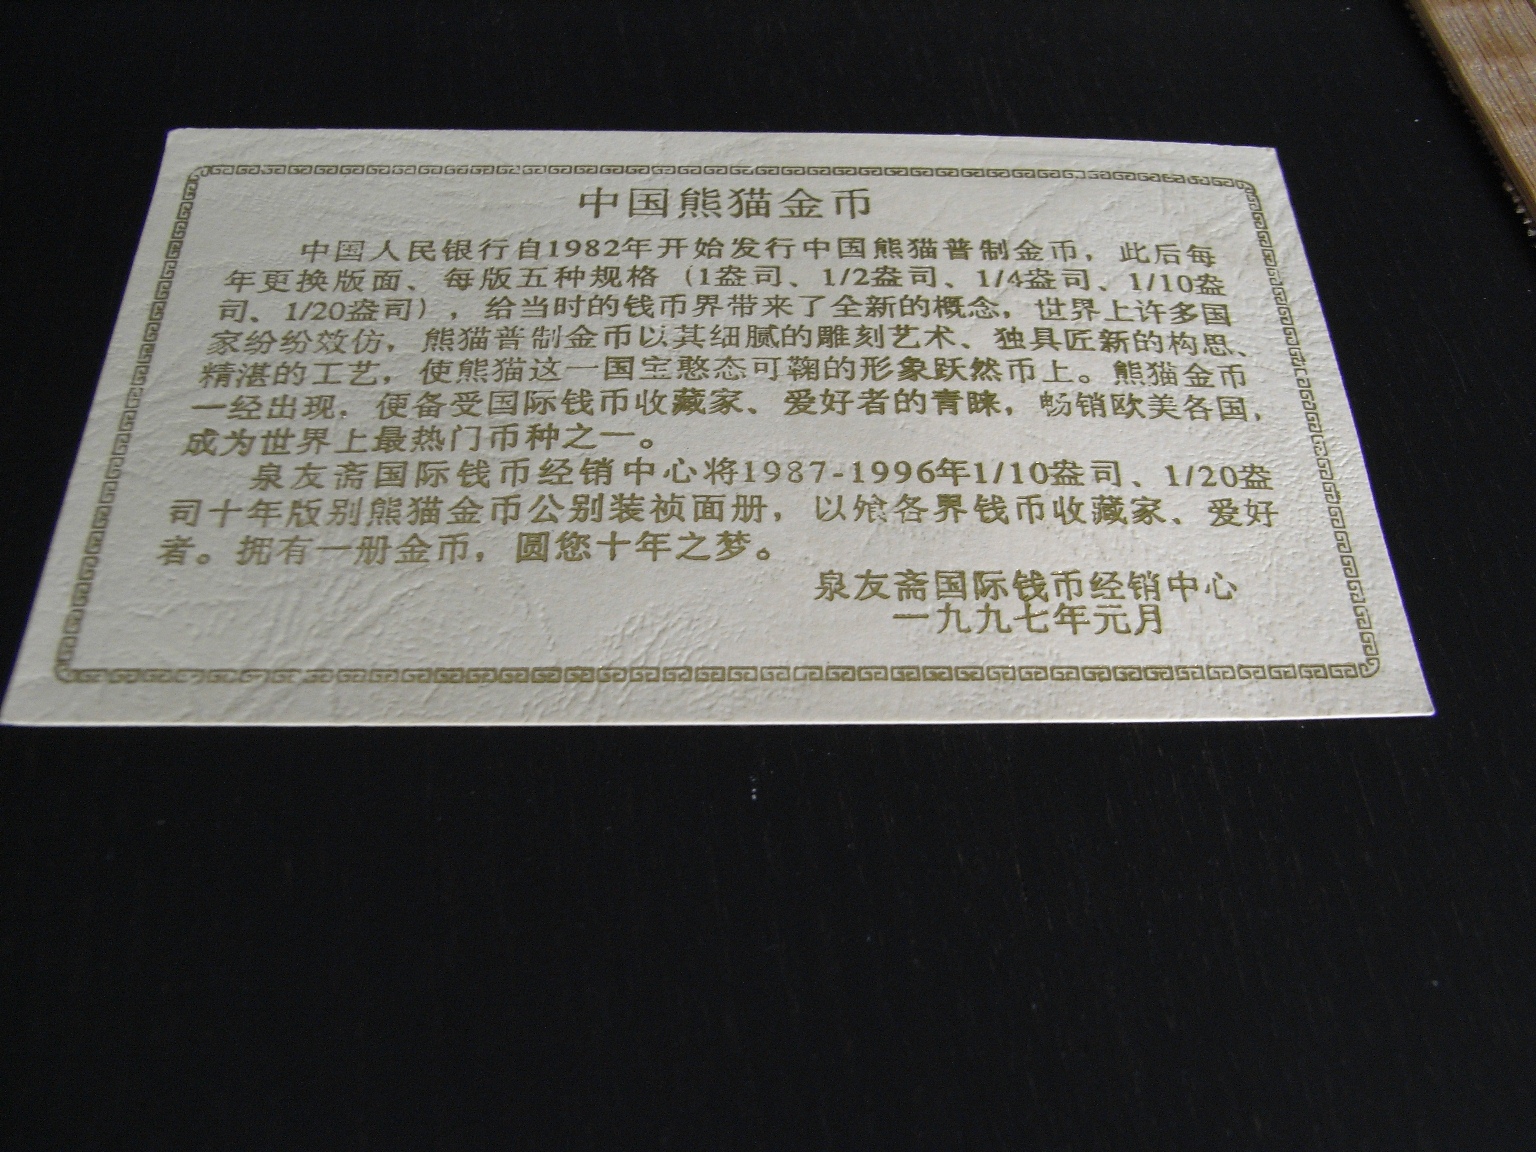 中国熊猫金币
中国人民银行自1982年开始发行中国熊猫普制金币，此后每
年更换版面、每版五种规格（1盎司、1/2盎司、1/4盎司、1/10盎
司、1/20盎司），给当时的钱币界带来了全新的概念，世界上许多国
家纷纷效仿，熊猫普制金币以其细腻的雕刻艺术、独具匠新的构思、
精湛的工艺，使熊猫这一国宝憨态可鞠的形象跃然币上。熊猫金币
一经出现，便备受国际钱币收藏家、爱好者的青睐，畅销欧美各国，
成为世界上最热门币种之一。
泉友斋国际钱币经销中心将1987-1996年1/10盎司、1/20盎
司十年版别熊猫金币公别装祯面册，以飨各界钱币收藏家、爱好
者。拥有一册金币，圆您十年之梦。
泉友斋国际钱币经销中心
一九九七年元月